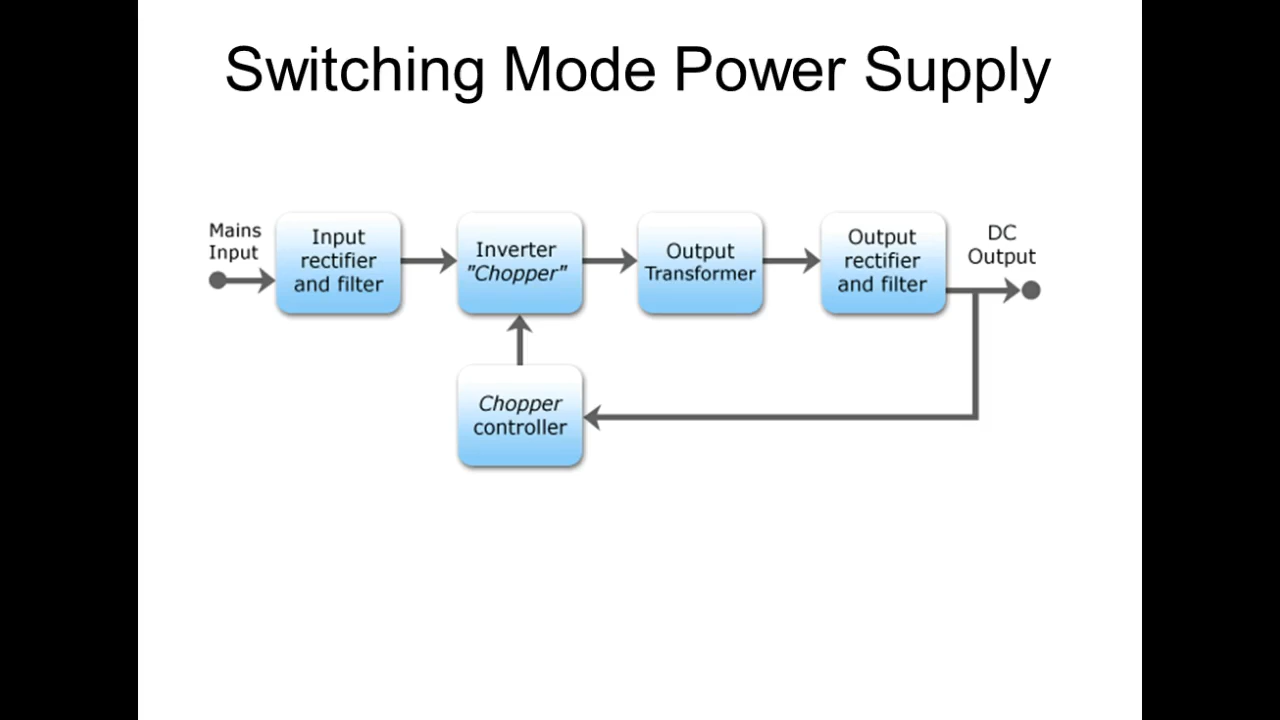 Switching Mode Power Supply
Mains
Input
Input
rectifier
and filter
Inverter
"Chopper"
Output
Transformer
Output
rectifier
and filter
DC
Output
Chopper
controller